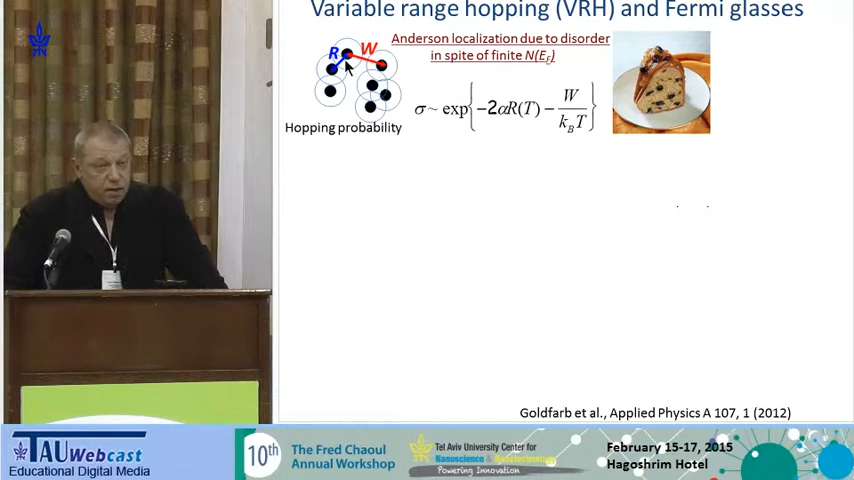 Variable range hopping (VRH) and Fermi glasses
Anderson localization due to disorder
in spite of finite N(E_F)
R
W
σ ~ exp{−2αR(T) − W/k_BT}
Hopping probability
Goldfarb et al., Applied Physics A 107, 1 (2012)
TAUWebcast
Educational Digital Media
10th
The Fred Chaoul
Annual Workshop
Tel Aviv University Center for
Nanoscience & Nanotechnology
Powering Innovation
February 15-17, 2015
Hagoshrim Hotel